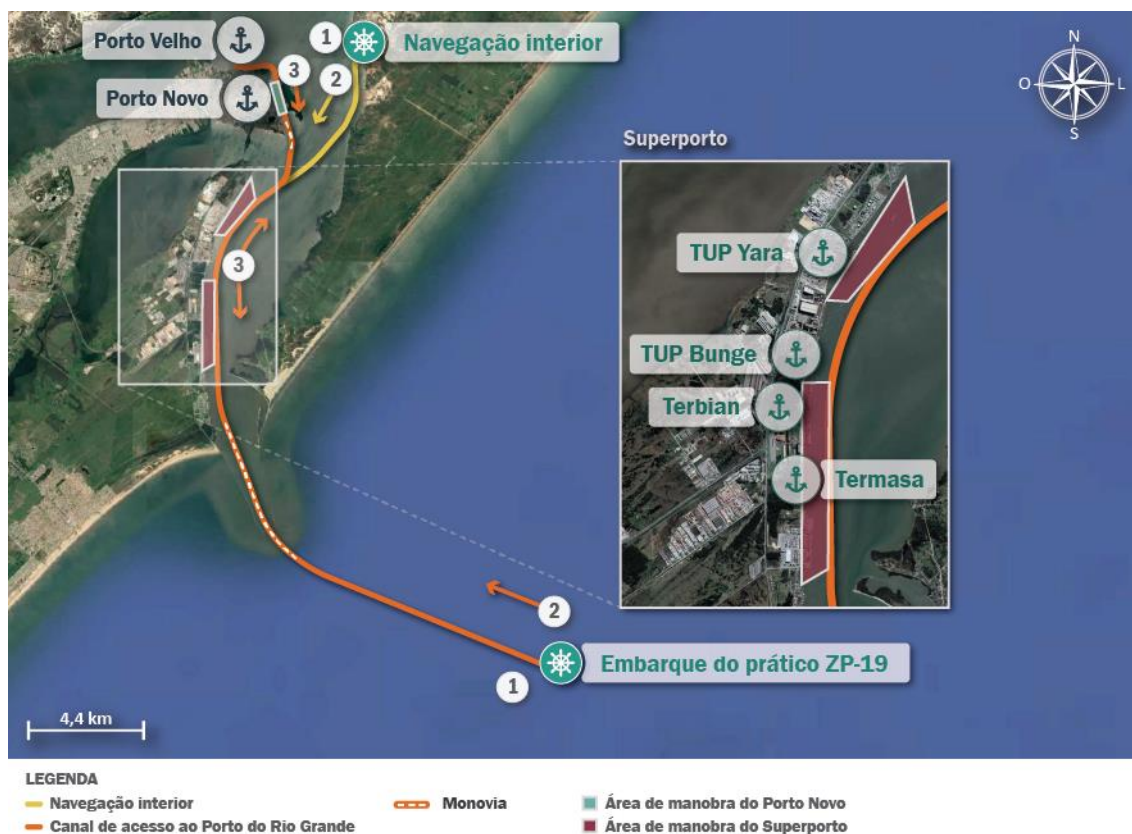 Porto Velho
1
Navegação interior
3
2
Porto Novo
N
O
L
S
Superporto
3
TUP Yara
TUP Bunge
Terbian
Termasa
2
Embarque do prático ZP-19
1
4,4 km
LEGENDA
Navegação interior
Monovia
Área de manobra do Porto Novo
Canal de acesso ao Porto do Rio Grande
Área de manobra do Superporto